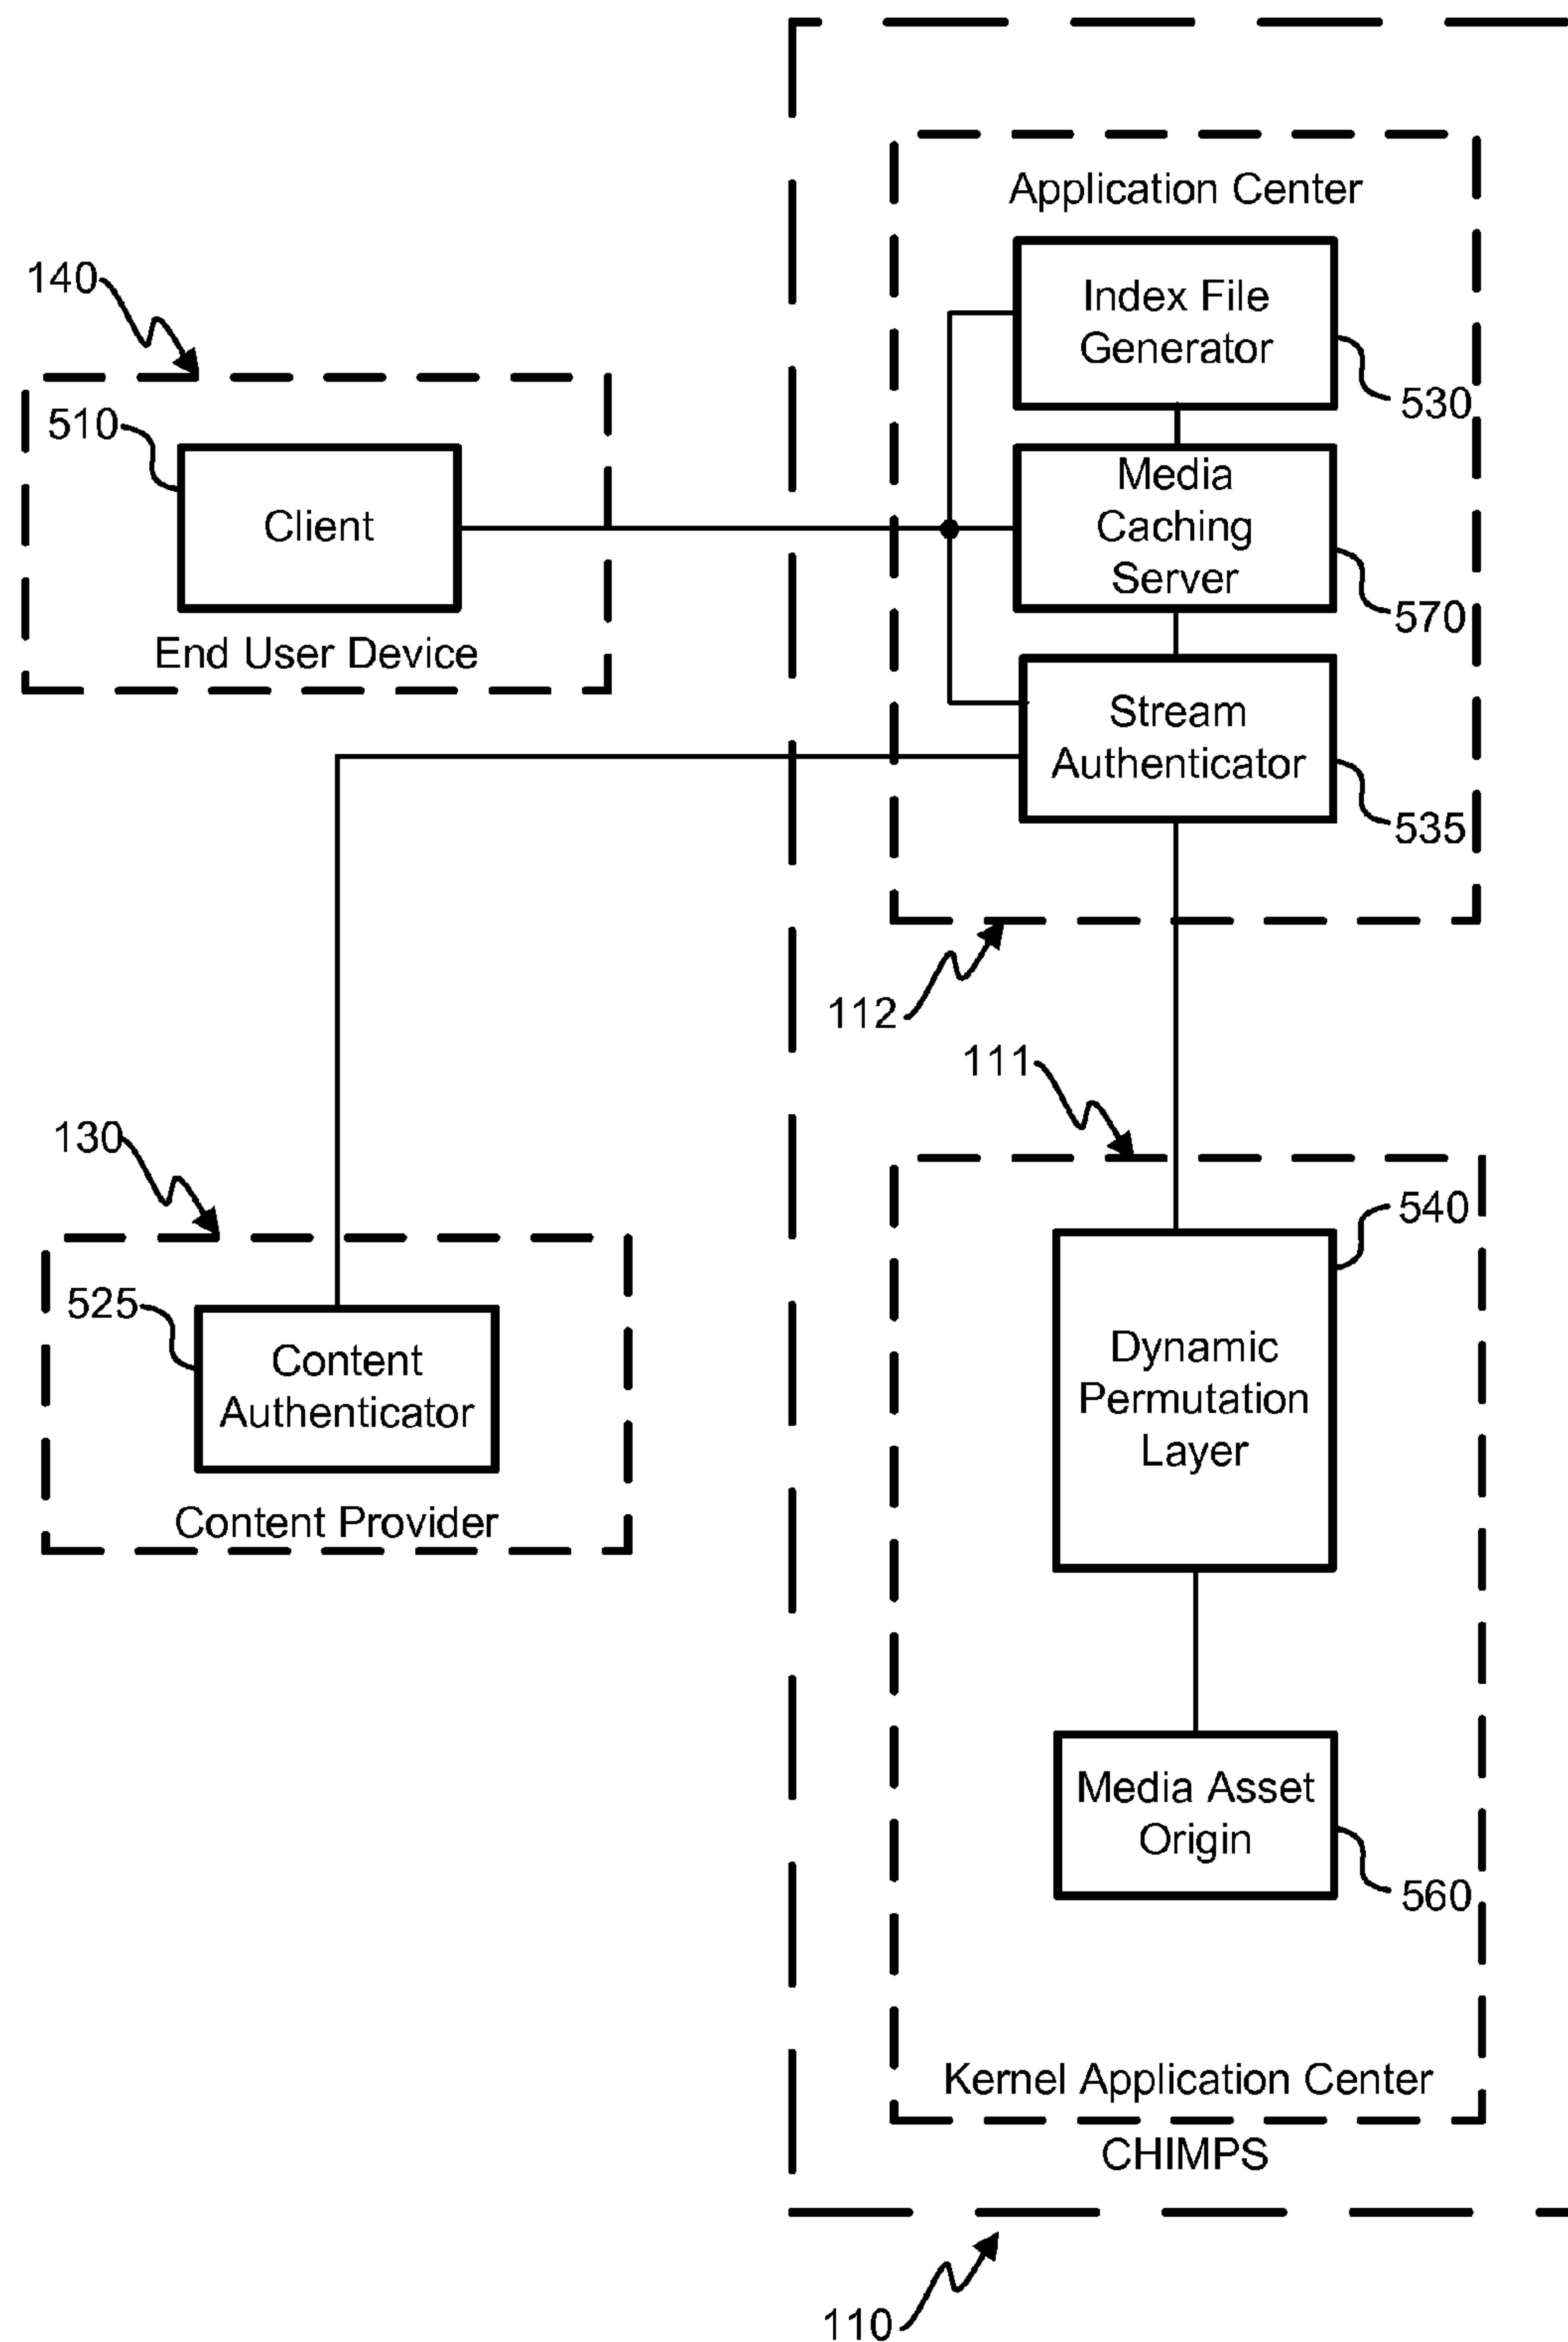 Application Center
140
Index File
Generator
530
510
Client
End User Device
Media
Caching
Server
570
Stream
Authenticator
535
112
111
130
540
525
Content
Authenticator
Content Provider
Dynamic
Permutation
Layer
Media Asset
Origin
560
Kernel Application Center
CHIMPS
110